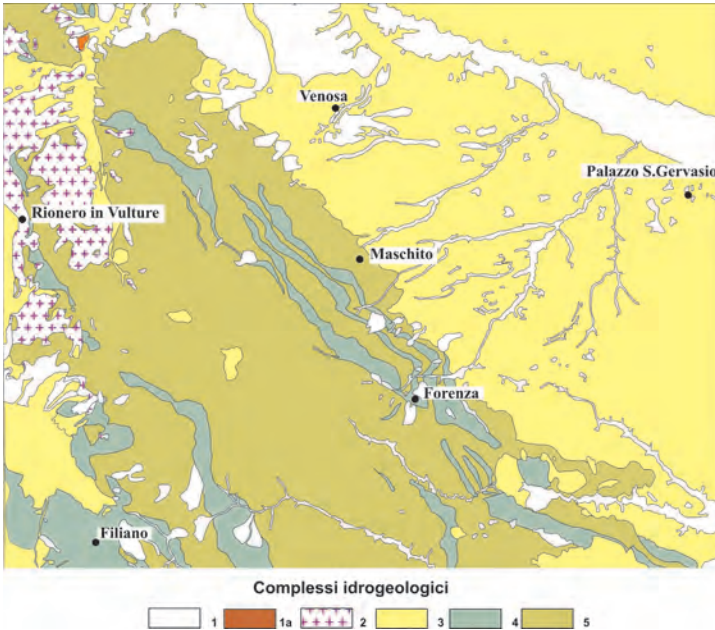 Venosa
Palazzo S.Gervasio
Rionero in Vulture
Maschito
Forenza
Filiano
Complessi idrogeologici
1 1a 2 3 4 5